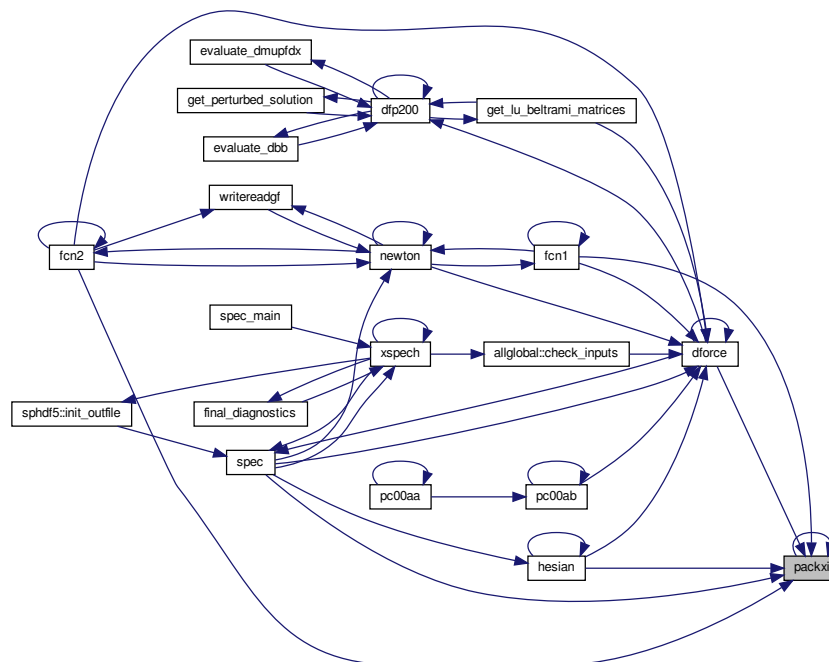 evaluate_dmupfdx
get_perturbed_solution
dfp200
get_lu_beltrami_matrices
evaluate_dbb
writereadgf
fcn2
newton
fcn1
spec_main
xspech
allglobal::check_inputs
dforce
sphdf5::init_outfile
final_diagnostics
spec
pc00aa
pc00ab
hesian
packxi